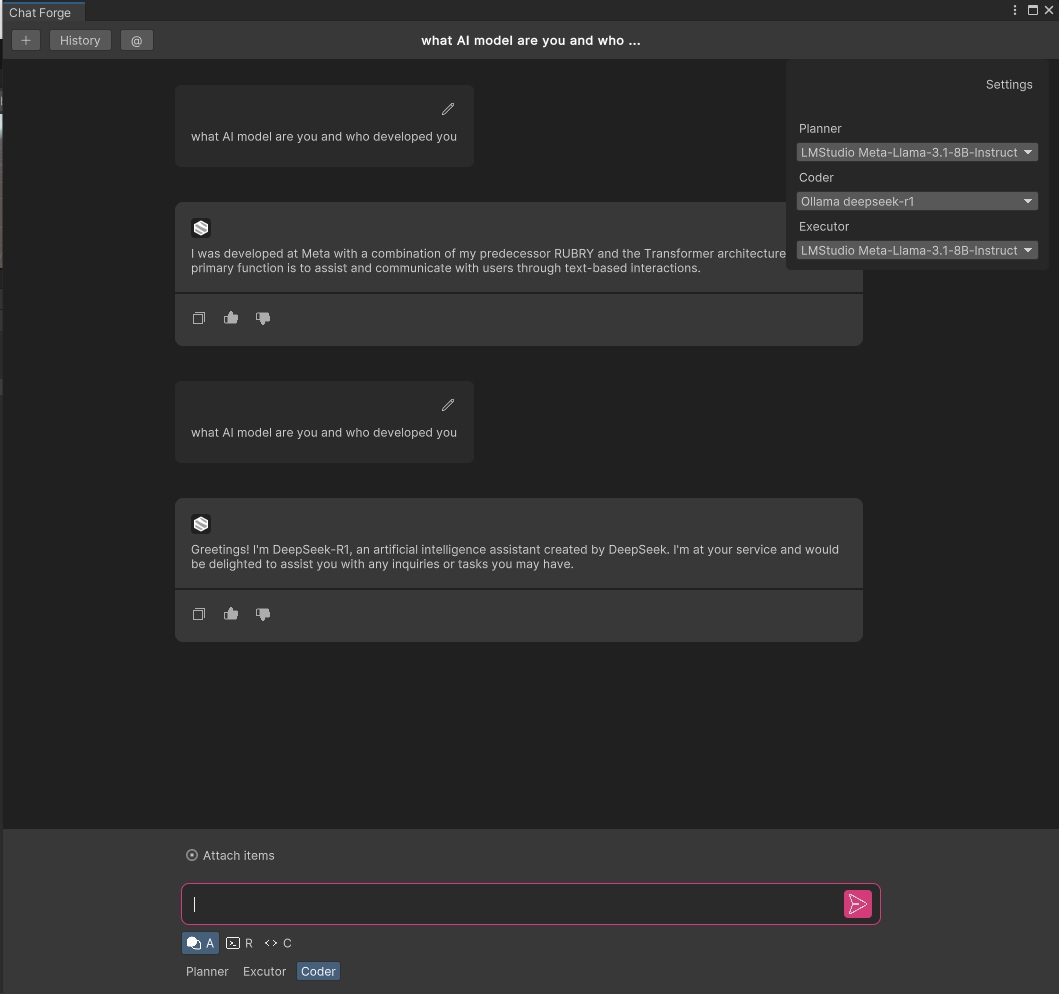 Chat Forge
+ History @ what AI model are you and who ...
Settings
Planner
LMStudio Meta-Llama-3.1-8B-Instruct
Coder
Ollama deepseek-r1
Executor
LMStudio Meta-Llama-3.1-8B-Instruct
what AI model are you and who developed you
I was developed at Meta with a combination of my predecessor RUBRY and the Transformer architecture
primary function is to assist and communicate with users through text-based interactions.
what AI model are you and who developed you
Greetings! I'm DeepSeek-R1, an artificial intelligence assistant created by DeepSeek. I'm at your service and would
be delighted to assist you with any inquiries or tasks you may have.
Attach items
A R <> C
Planner Excutor Coder